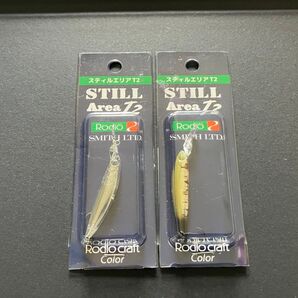 スティルエリアT2
STILL
Area T2
Rodio
SMITH LTD.
Rodio craft
Color
スティルエリアT2
STILL
Area T2
Rodio
SMITH LTD.
Rodio craft
Color